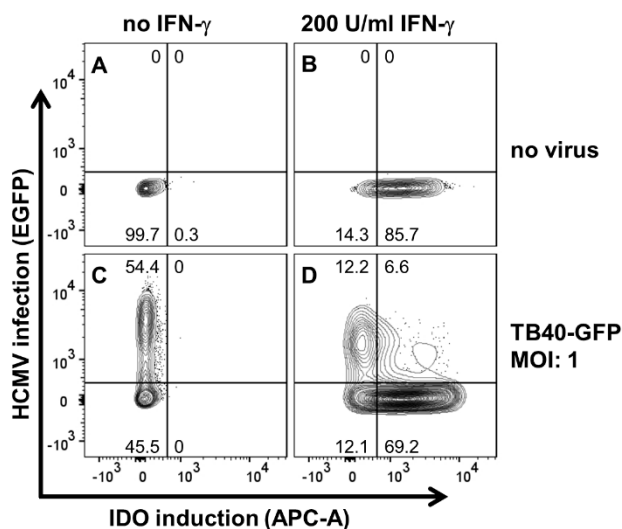 no IFN-γ
200 U/ml IFN-γ
A
0 0
B
0 0
10⁴
10³
0
-10³
99.7 0.3
14.3 85.7
no virus
C
54.4 0
D
12.2 6.6
10⁴
10³
0
-10³
45.5 0
12.1 69.2
TB40-GFP
MOI: 1
-10³ 0 10³ 10⁴
-10³ 0 10³ 10⁴
HCMV infection (EGFP)
IDO induction (APC-A)